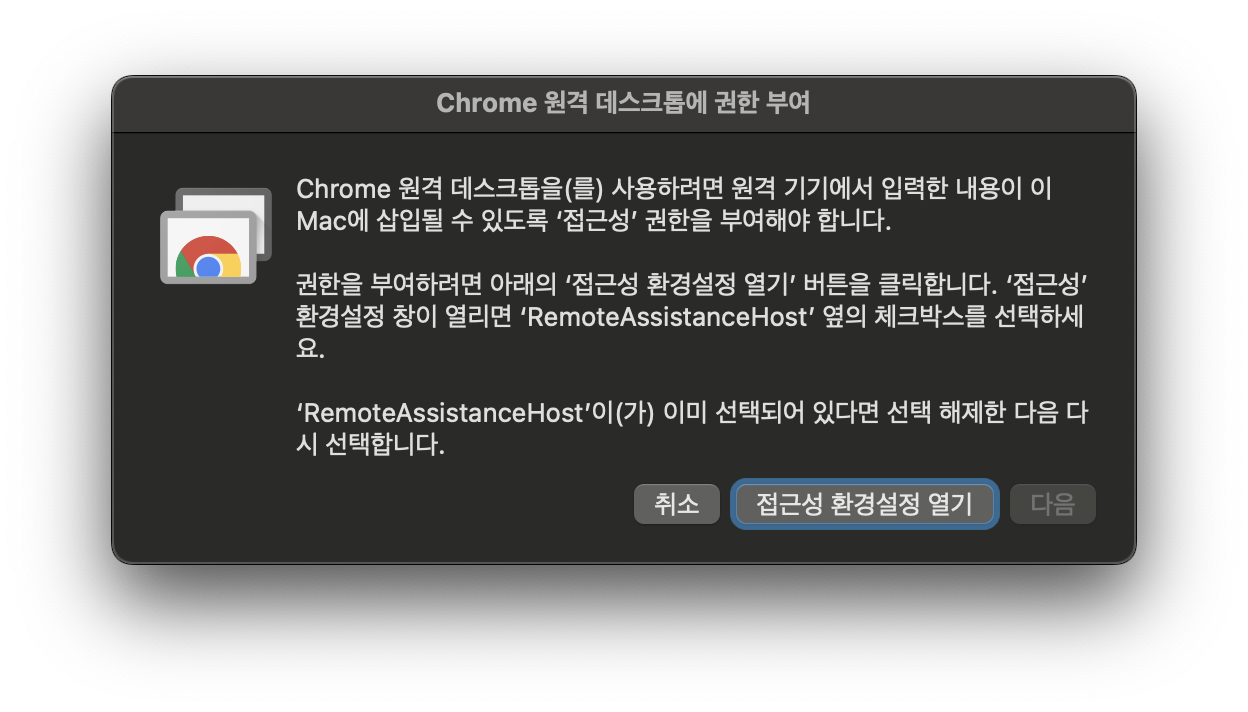 Chrome 원격 데스크톱에 권한 부여
Chrome 원격 데스크톱을(를) 사용하려면 원격 기기에서 입력한 내용이 이
Mac에 삽입될 수 있도록 ‘접근성’ 권한을 부여해야 합니다.
권한을 부여하려면 아래의 ‘접근성 환경설정 열기’ 버튼을 클릭합니다. ‘접근성’
환경설정 창이 열리면 ‘RemoteAssistanceHost’ 옆의 체크박스를 선택하세
요.
‘RemoteAssistanceHost’이(가) 이미 선택되어 있다면 선택 해제한 다음 다
시 선택합니다.
취소 접근성 환경설정 열기 다음